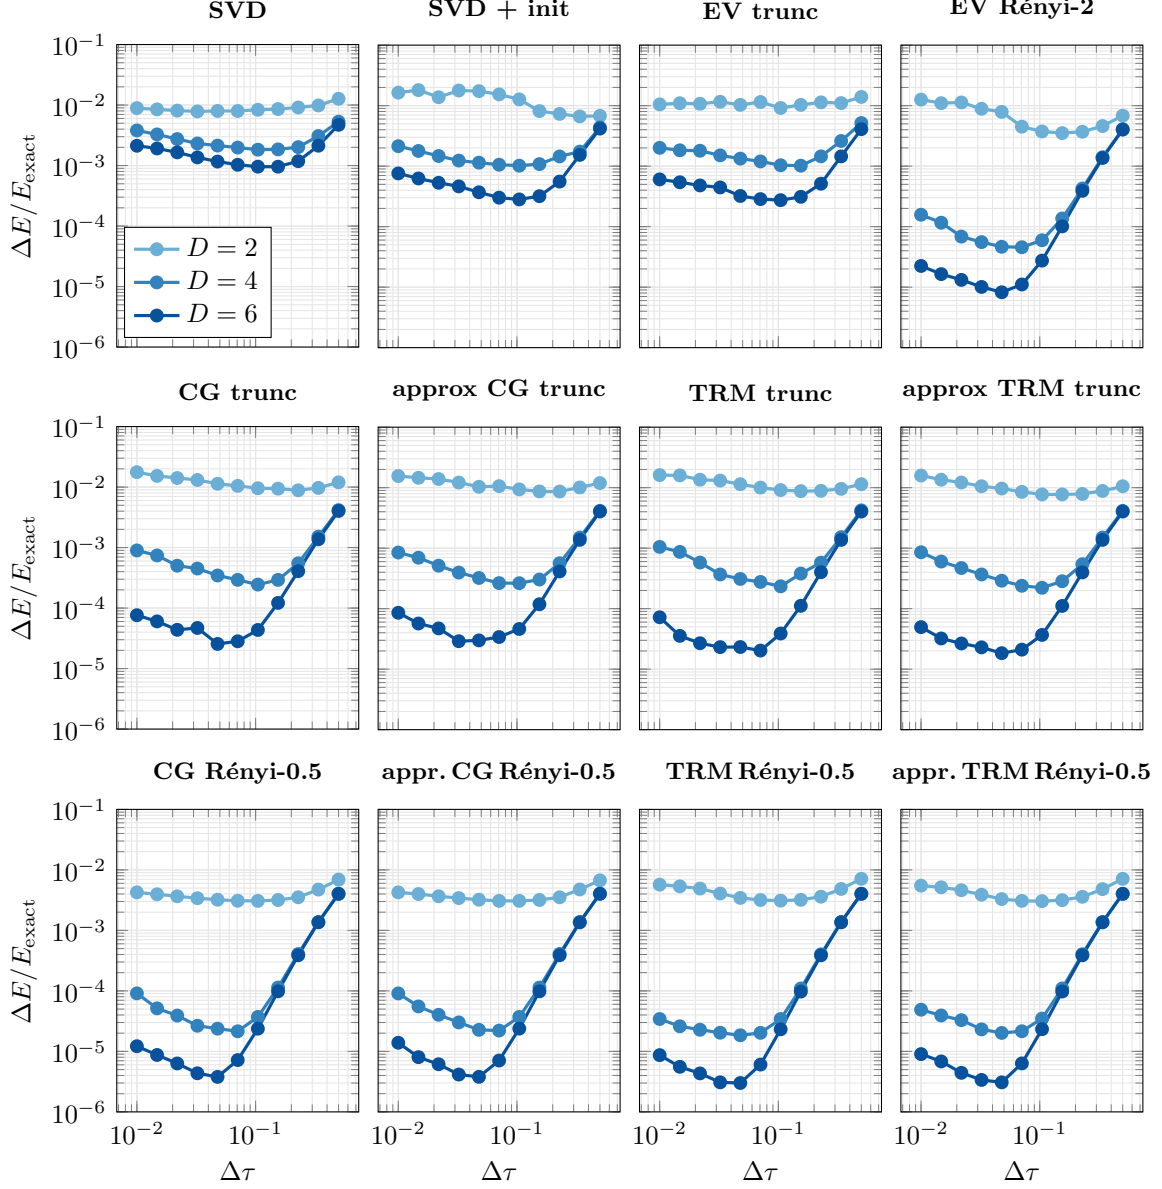 SVD
SVD + init
EV trunc
EV Rényi-2
10⁻¹
10⁻²
10⁻³
10⁻⁴
10⁻⁵
10⁻⁶
ΔE/E_exact
D = 2
D = 4
D = 6
CG trunc
approx CG trunc
TRM trunc
approx TRM trunc
10⁻¹
10⁻²
10⁻³
10⁻⁴
10⁻⁵
10⁻⁶
ΔE/E_exact
CG Rényi-0.5
appr. CG Rényi-0.5
TRM Rényi-0.5
appr. TRM Rényi-0.5
10⁻¹
10⁻²
10⁻³
10⁻⁴
10⁻⁵
10⁻⁶
ΔE/E_exact
10⁻² 10⁻¹
10⁻² 10⁻¹
10⁻² 10⁻¹
10⁻² 10⁻¹
Δτ
Δτ
Δτ
Δτ